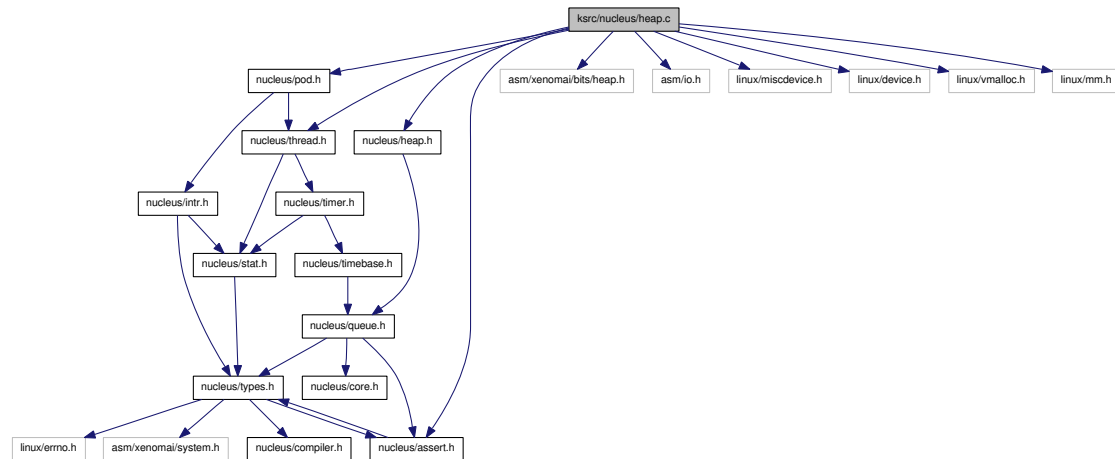 ksrc/nucleus/heap.c
nucleus/pod.h
asm/xenomai/bits/heap.h
asm/io.h
linux/miscdevice.h
linux/device.h
linux/vmalloc.h
linux/mm.h
nucleus/thread.h
nucleus/heap.h
nucleus/intr.h
nucleus/timer.h
nucleus/stat.h
nucleus/timebase.h
nucleus/queue.h
nucleus/types.h
nucleus/core.h
linux/errno.h
asm/xenomai/system.h
nucleus/compiler.h
nucleus/assert.h